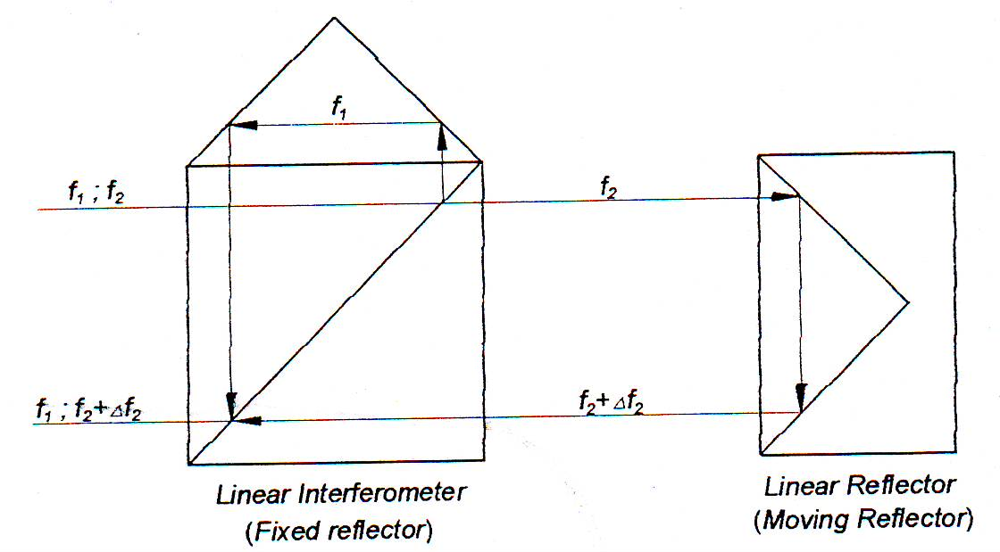 f₁
f₁ ; f₂
f₂
f₁ ; f₂+Δf₂
f₂+Δf₂
Linear Interferometer
(Fixed reflector)
Linear Reflector
(Moving Reflector)